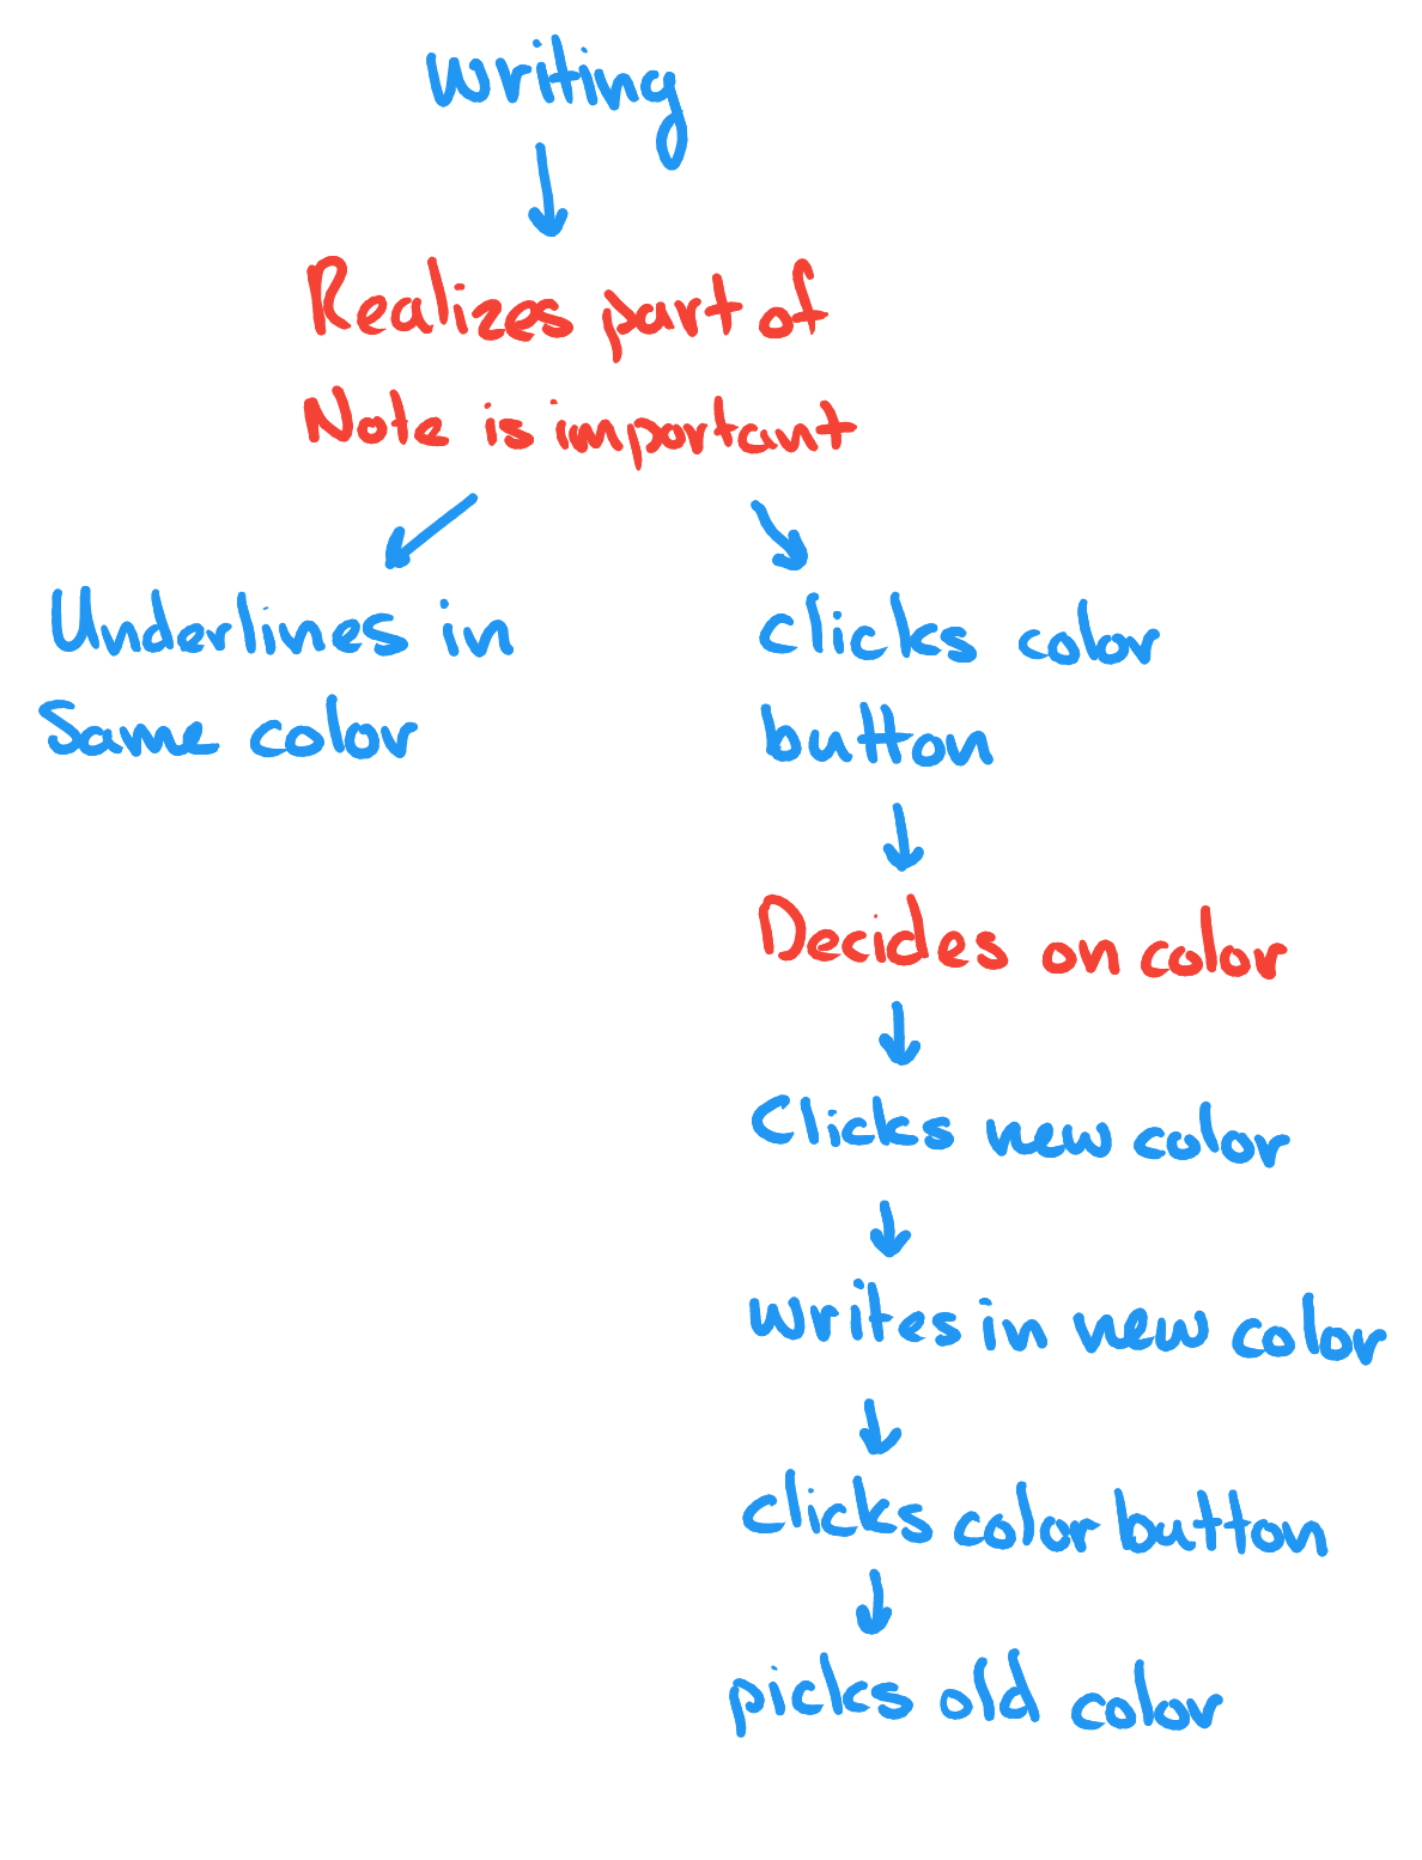 writing
Realizes part of
Note is important
Underlines in
Same color
clicks color
button
Decides on color
Clicks new color
writes in new color
clicks color button
picks old color